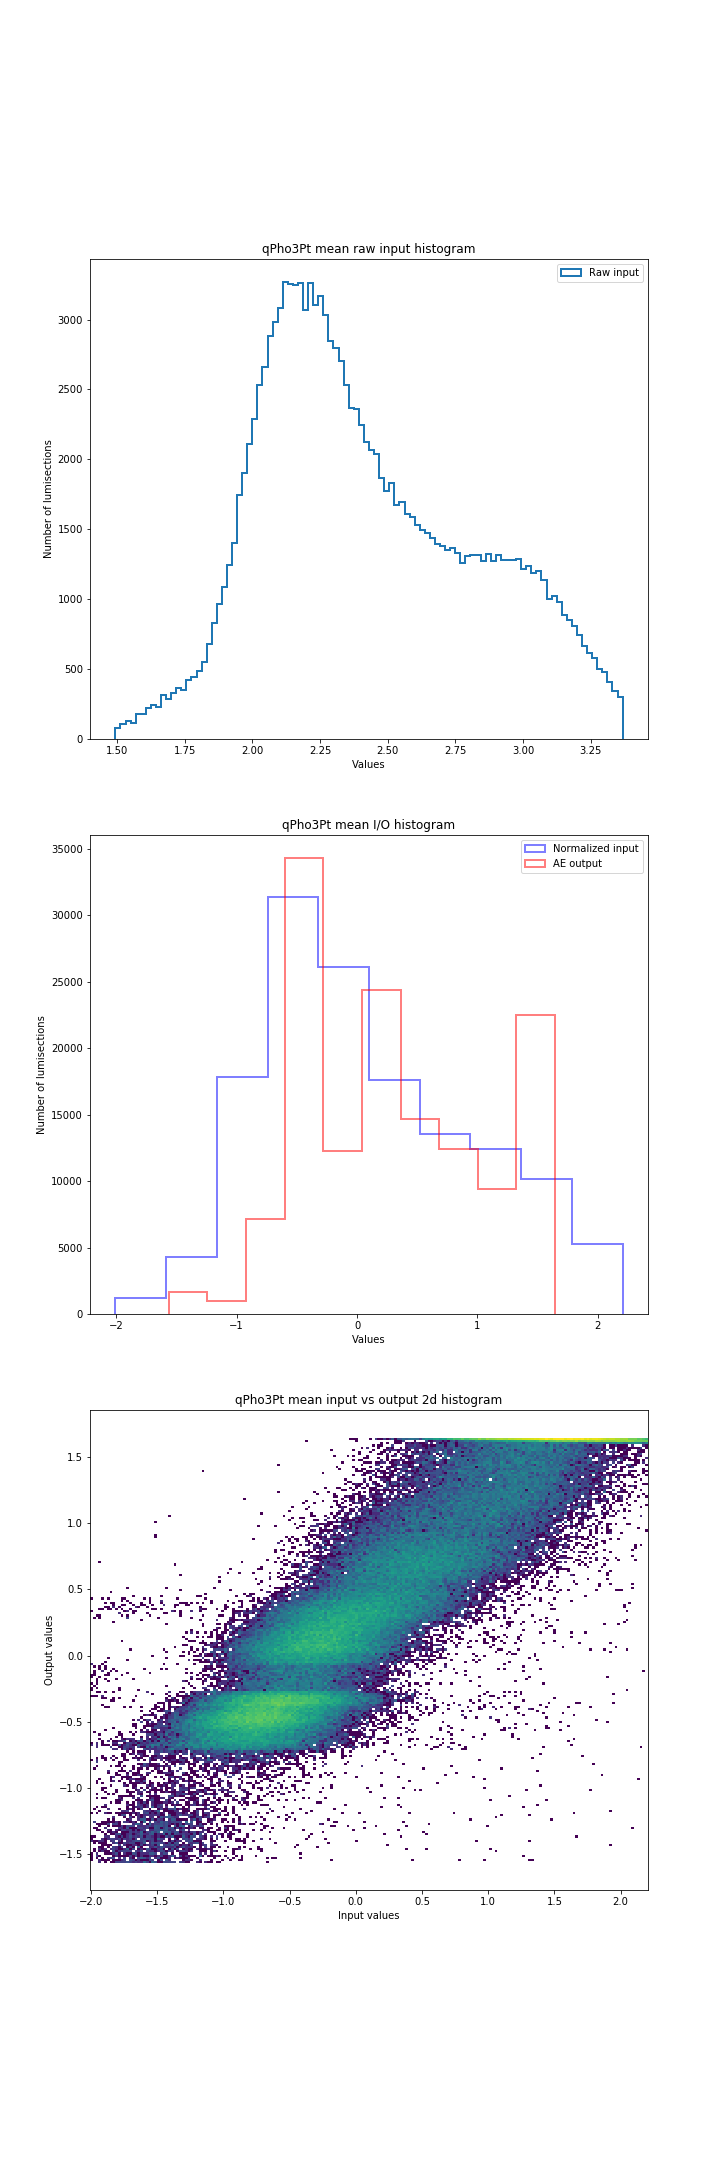 qPho3Pt mean raw input histogram
Raw input
3000
2500
2000
1500
1000
500
0
Number of lumisections
1.50 1.75 2.00 2.25 2.50 2.75 3.00 3.25
Values
qPho3Pt mean I/O histogram
Normalized input
AE output
35000
30000
25000
20000
15000
10000
5000
0
Number of lumisections
−2 −1 0 1 2
Values
qPho3Pt mean input vs output 2d histogram
1.5
1.0
0.5
0.0
−0.5
−1.0
−1.5
Output values
−2.0 −1.5 −1.0 −0.5 0.0 0.5 1.0 1.5 2.0
Input values